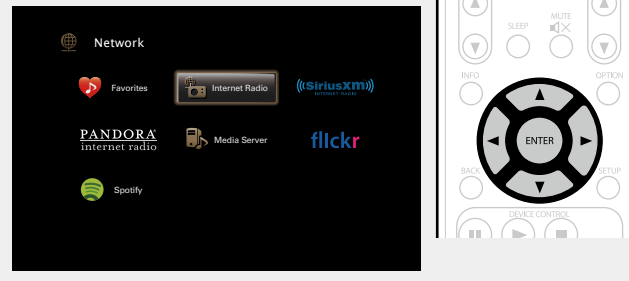 Network
Favorites
Internet Radio
((SiriusXM))
INTERNET RADIO
PANDORA
internet radio
Media Server
flickr
Spotify
SLEEP
MUTE
INFO
OPTION
ENTER
BACK
SETUP
DEVICE CONTROL